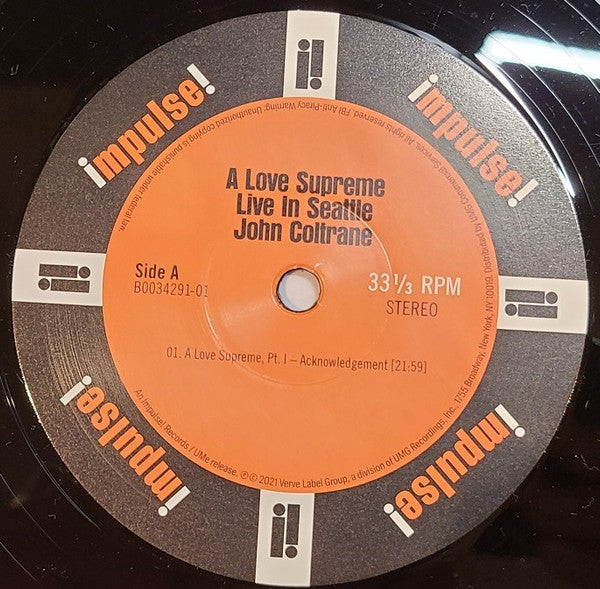 impulse!
impulse!
A Love Supreme
Live In Seattle
John Coltrane
Side A
B0034291-01
33 1/3 RPM
STEREO
01. A Love Supreme, Pt. I – Acknowledgement [21:59]
impulse!
impulse!
An Impulse! Records / UMe release. ℗ © 2021 Verve Label Group, a division of UMG Recordings, Inc., 1755 Broadway, New York, NY 10019. Distributed by UMG Commercial Services. All rights reserved. FBI Anti-Piracy Warning: Unauthorized copying is punishable under federal law.